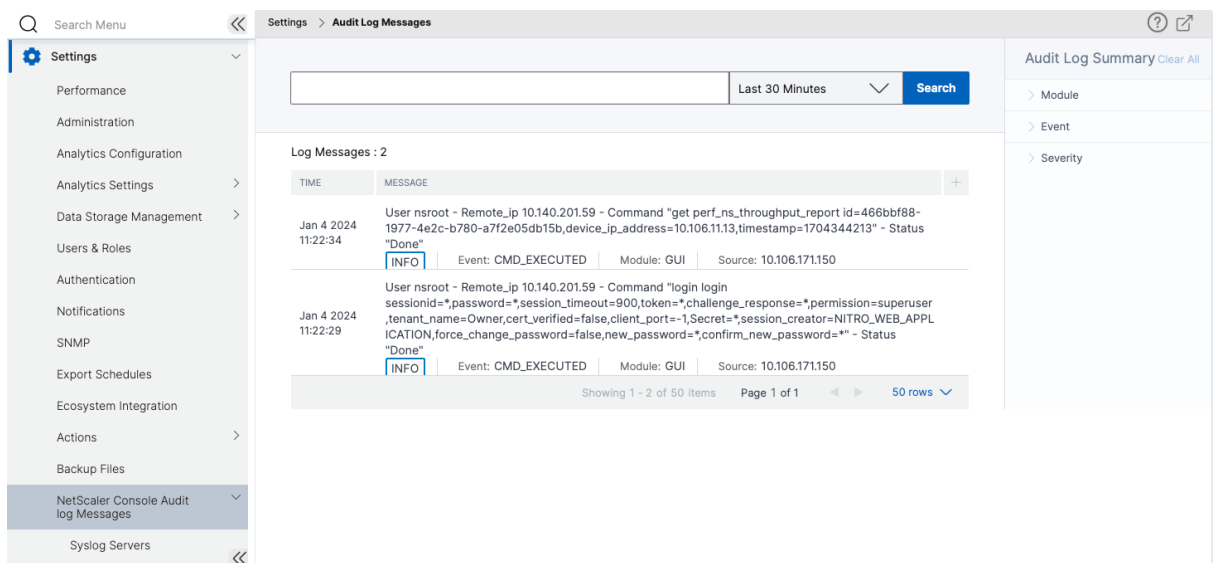 Search Menu
Settings > Audit Log Messages
Settings
Performance
Administration
Analytics Configuration
Analytics Settings
Data Storage Management
Users & Roles
Authentication
Notifications
SNMP
Export Schedules
Ecosystem Integration
Actions
Backup Files
NetScaler Console Audit
log Messages
Syslog Servers
Last 30 Minutes
Search
Log Messages : 2
TIME MESSAGE
Jan 4 2024
11:22:34
User nsroot - Remote_ip 10.140.201.59 - Command "get perf_ns_throughput_report id=466bbf88-
1977-4e2c-b780-a7f2e05db15b,device_ip_address=10.106.11.13,timestamp=1704344213" - Status
"Done"
INFO Event: CMD_EXECUTED Module: GUI Source: 10.106.171.150
Jan 4 2024
11:22:29
User nsroot - Remote_ip 10.140.201.59 - Command "login login
sessionid=*,password=*,session_timeout=900,token=*,challenge_response=*,permission=superuser
,tenant_name=Owner,cert_verified=false,client_port=-1,Secret=*,session_creator=NITRO_WEB_APPL
ICATION,force_change_password=false,new_password=*,confirm_new_password=*" - Status
"Done"
INFO Event: CMD_EXECUTED Module: GUI Source: 10.106.171.150
Showing 1 - 2 of 50 items Page 1 of 1 50 rows
Audit Log Summary Clear All
Module
Event
Severity